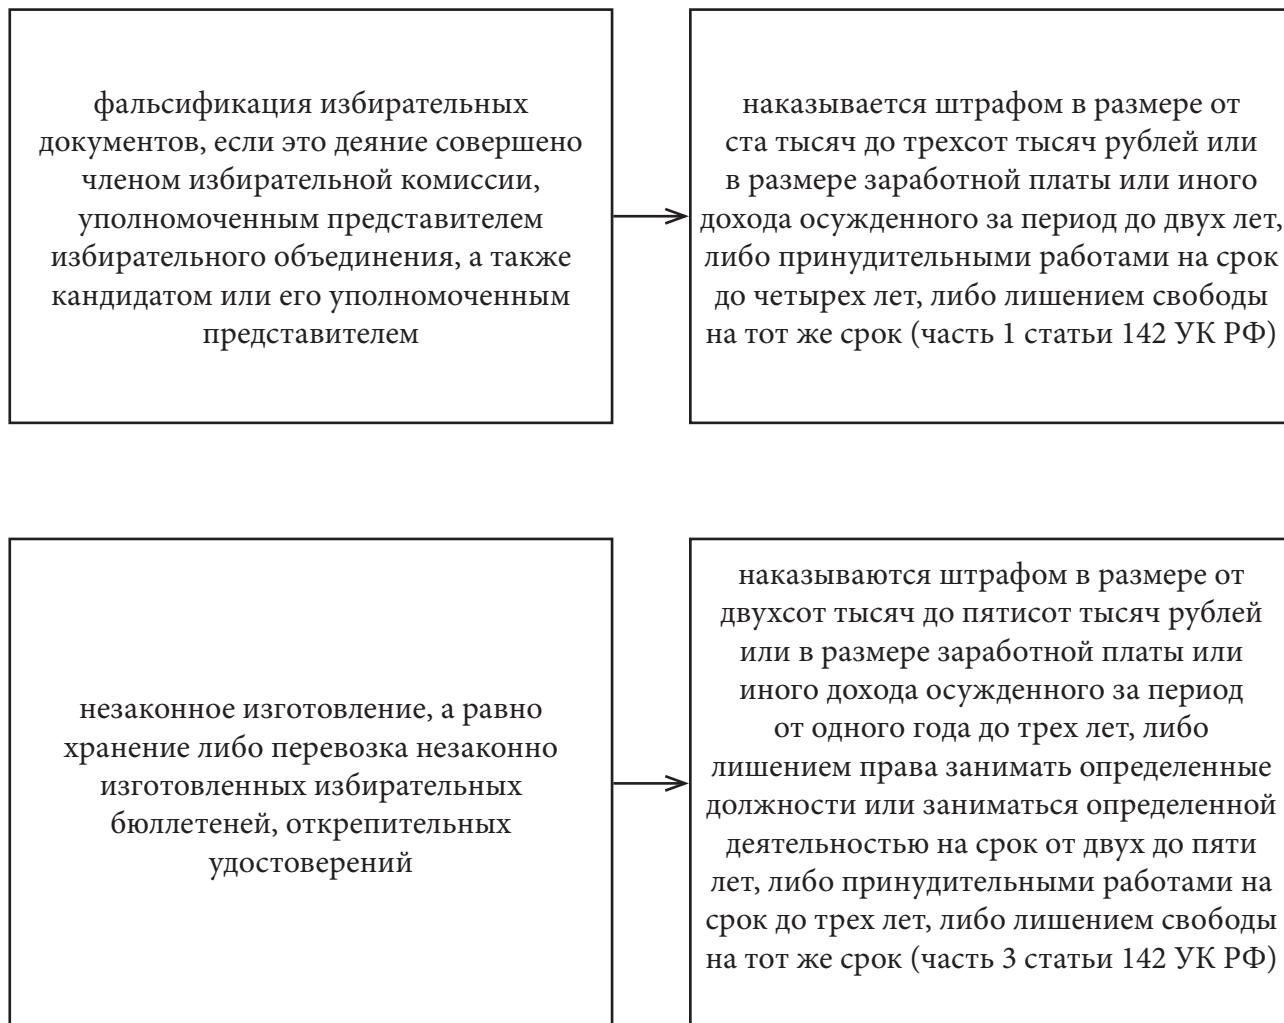 фальсификация избирательных
документов, если это деяние совершено
членом избирательной комиссии,
уполномоченным представителем
избирательного объединения, а также
кандидатом или его уполномоченным
представителем
наказывается штрафом в размере от
ста тысяч до трехсот тысяч рублей или
в размере заработной платы или иного
дохода осужденного за период до двух лет,
либо принудительными работами на срок
до четырех лет, либо лишением свободы
на тот же срок (часть 1 статьи 142 УК РФ)
незаконное изготовление, а равно
хранение либо перевозка незаконно
изготовленных избирательных
бюллетеней, открепительных
удостоверений
наказываются штрафом в размере от
двухсот тысяч до пятисот тысяч рублей
или в размере заработной платы или
иного дохода осужденного за период
от одного года до трех лет, либо
лишением права занимать определенные
должности или заниматься определенной
деятельностью на срок от двух до пяти
лет, либо принудительными работами на
срок до трех лет, либо лишением свободы
на тот же срок (часть 3 статьи 142 УК РФ)